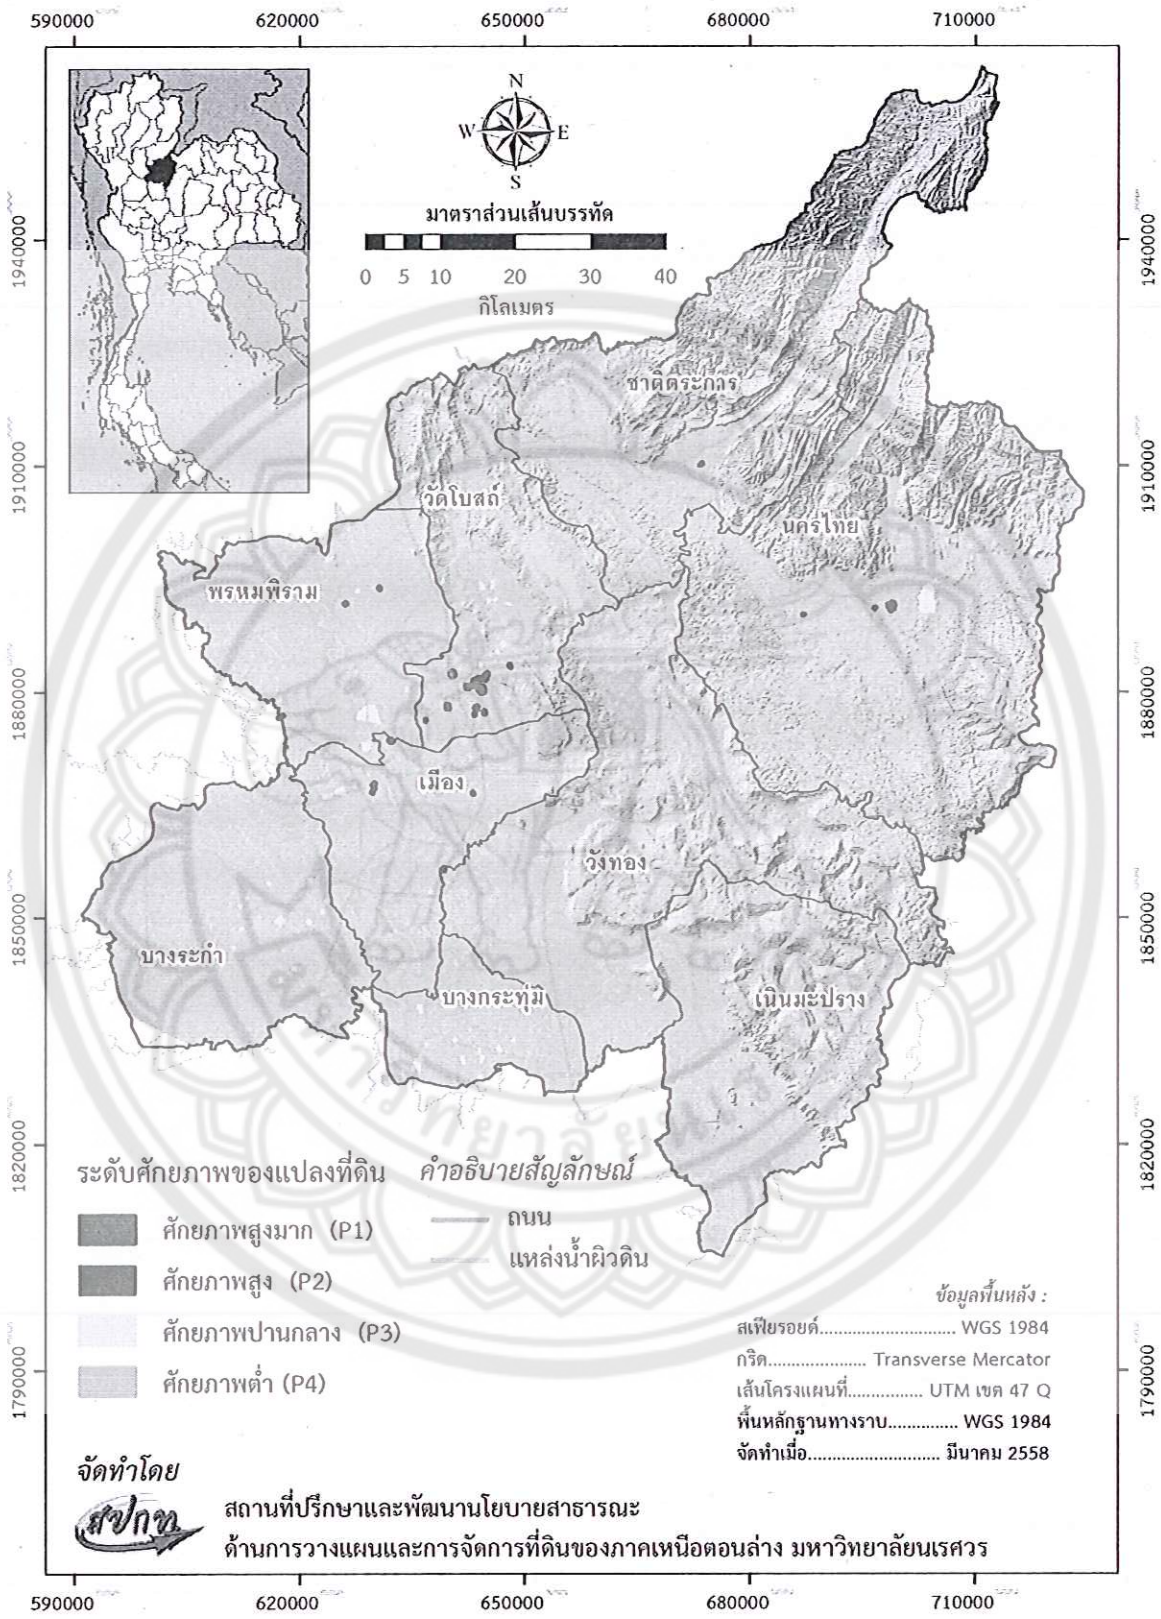 590000 620000 650000 680000 710000
N
W E
S
มาตราส่วนเส้นบรรทัด
0 5 10 20 30 40
กิโลเมตร
1940000 1940000
ชาติตระการ
1910000 1910000
วัดโบสถ์
นครไทย
พรหมพิราม
1880000 1880000
เมือง
วังทอง
1850000 1850000
บางระกำ
บางกระทุ่ม
เนินมะปราง
มหาวิทยาลัยนเรศวร
1820000 1820000
ระดับศักยภาพของแปลงที่ดิน
ศักยภาพสูงมาก (P1)
ศักยภาพสูง (P2)
ศักยภาพปานกลาง (P3)
ศักยภาพต่ำ (P4)
คำอธิบายสัญลักษณ์
ถนน
แหล่งน้ำผิวดิน
ข้อมูลพื้นหลัง :
สเฟียรอยด์.............................. WGS 1984
กริด..................... Transverse Mercator
เส้นโครงแผนที่................ UTM เขต 47 Q
พื้นหลักฐานทางราบ............... WGS 1984
จัดทำเมื่อ............................ มีนาคม 2558
1790000 1790000
จัดทำโดย
สปกท.
สถานที่ปรึกษาและพัฒนานโยบายสาธารณะ
ด้านการวางแผนและการจัดการที่ดินของภาคเหนือตอนล่าง มหาวิทยาลัยนเรศวร
590000 620000 650000 680000 710000